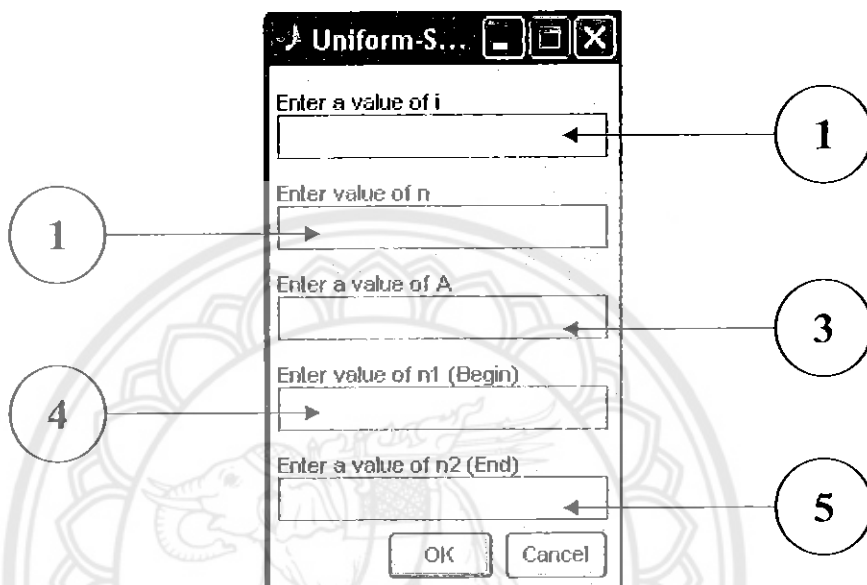 Uniform-S...
Enter a value of i
1
Enter value of n
1
Enter a value of A
3
Enter value of n1 (Begin)
4
Enter a value of n2 (End)
5
OK Cancel